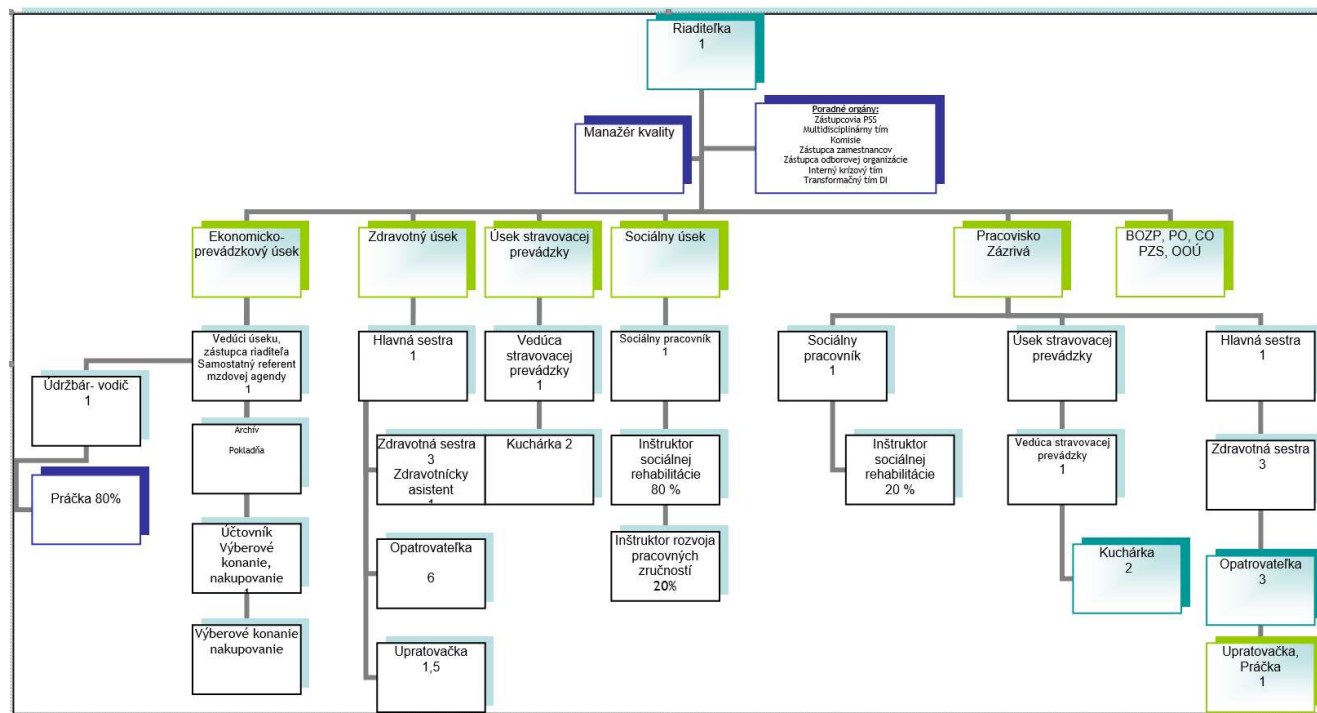 Riaditeľka
1
Manažér kvality
Poradné orgány:
Zástupcovia PSS
Multidisciplinárny tím
Komisie
Zástupca zamestnancov
Zástupca odborovej organizácie
Interný krízový tím
Transformačný tím DI
Ekonomicko-
prevádzkový úsek
Zdravotný úsek
Úsek stravovacej
prevádzky
Sociálny úsek
Pracovisko
Zázrivá
BOZP, PO, CO
PZS, OOÚ
Vedúci úseku,
zástupca riaditeľa
Samostatný referent
mzdovej agendy
1
Hlavná sestra
1
Vedúca
stravovacej
prevádzky
1
Sociálny pracovník
1
Sociálny
pracovník
1
Úsek stravovacej
prevádzky
Hlavná sestra
1
Údržbár- vodič
1
Archív
Pokladňa
Zdravotná sestra
3
Zdravotnícky
asistent
1
Kuchárka 2
Inštruktor
sociálnej
rehabilitácie
80 %
Inštruktor
sociálnej
rehabilitácie
20 %
Vedúca stravovacej
prevádzky
1
Zdravotná sestra
3
Práčka 80%
Účtovník
Výberové
konanie,
nakupovanie
1
Opatrovateľka
6
Inštruktor rozvoja
pracovných
zručností
20%
Kuchárka
2
Opatrovateľka
3
Výberové konanie
nakupovanie
Upratovačka
1,5
Upratovačka,
Práčka
1